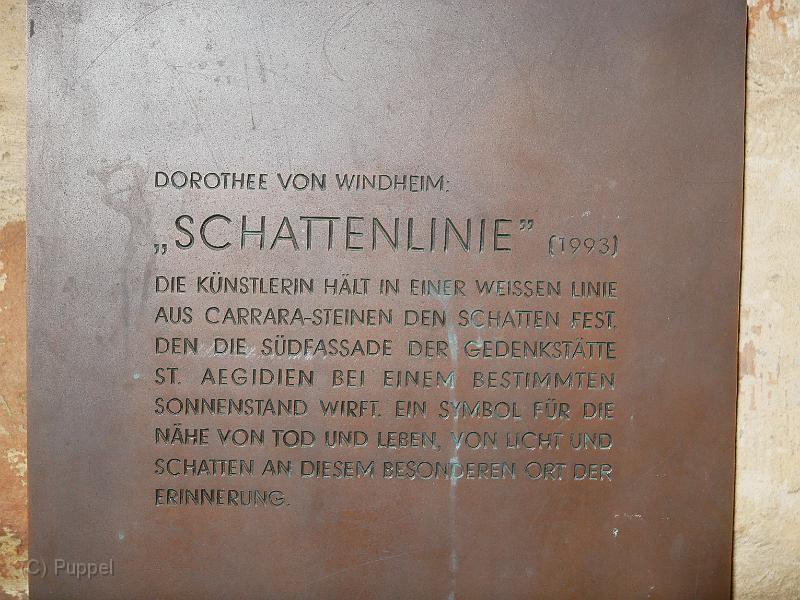 DOROTHEE VON WINDHEIM:
„SCHATTENLINIE” (1993)
DIE KÜNSTLERIN HÄLT IN EINER WEISSEN LINIE
AUS CARRARA-STEINEN DEN SCHATTEN FEST,
DEN DIE SÜDFASSADE DER GEDENKSTÄTTE
ST. AEGIDIEN BEI EINEM BESTIMMTEN
SONNENSTAND WIRFT. EIN SYMBOL FÜR DIE
NÄHE VON TOD UND LEBEN, VON LICHT UND
SCHATTEN AN DIESEM BESONDEREN ORT DER
ERINNERUNG.
C) Puppel